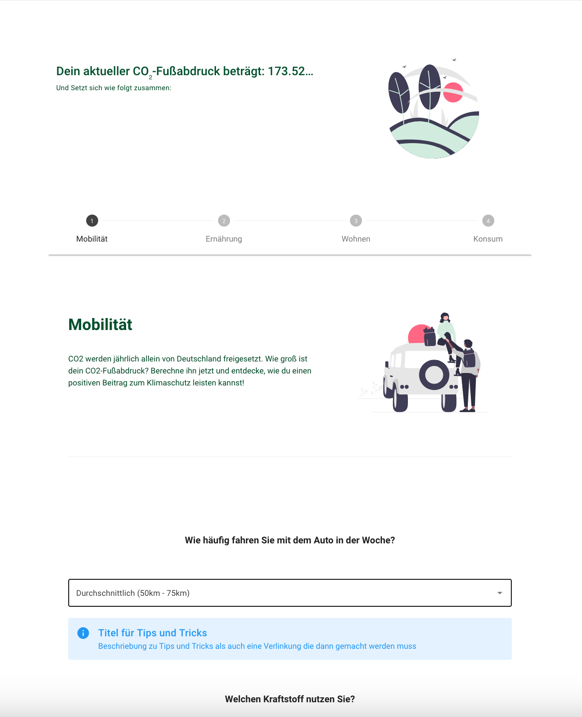 Dein aktueller CO2-Fußabdruck beträgt: 173.52...
Und Setzt sich wie folgt zusammen:
1
2
3
4
Mobilität
Ernährung
Wohnen
Konsum
Mobilität
CO2 werden jährlich allein von Deutschland freigesetzt. Wie groß ist
dein CO2-Fußabdruck? Berechne ihn jetzt und entdecke, wie du einen
positiven Beitrag zum Klimaschutz leisten kannst!
Wie häufig fahren Sie mit dem Auto in der Woche?
Durchschnittlich (50km - 75km)
Titel für Tips und Tricks
Beschriebung zu Tips und Tricks als auch eine Verlinkung die dann gemacht werden muss
Welchen Kraftstoff nutzen Sie?